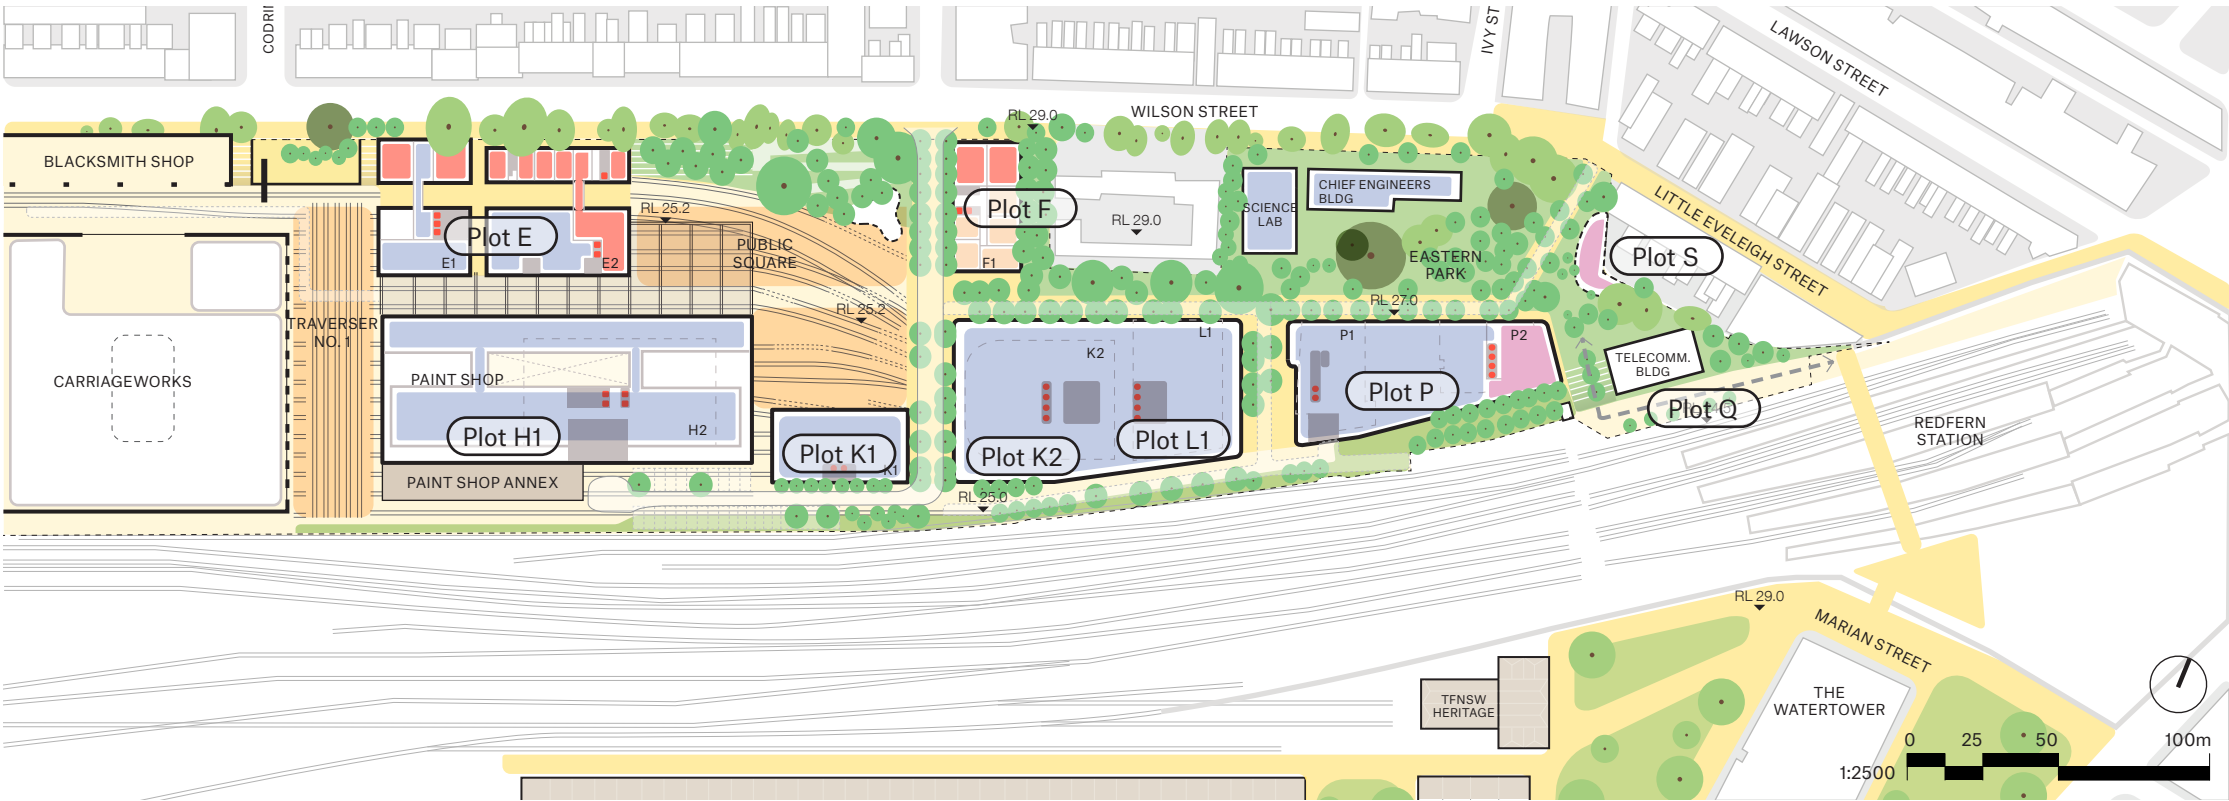 CODRI
IVY ST
LAWSON STREET
WILSON STREET
RL 29.0
BLACKSMITH SHOP
CHIEF ENGINEERS
BLDG
SCIENCE
LAB
LITTLE EVELEIGH STREET
Plot F
RL 25.2
RL 29.0
Plot E
PUBLIC
SQUARE
E1
E2
F1
EASTERN
PARK
Plot S
RL 27.0
RL 25.2
TRAVERSER
NO. 1
L1
K2
P1
P2
TELECOMM.
BLDG
CARRIAGEWORKS
PAINT SHOP
Plot P
Plot Q
REDFERN
STATION
Plot H1
H2
Plot K1
K1
Plot K2
Plot L1
PAINT SHOP ANNEX
RL 25.0
RL 29.0
MARIAN STREET
TFNSW
HERITAGE
THE
WATERTOWER
0 25 50 100m
1:2500